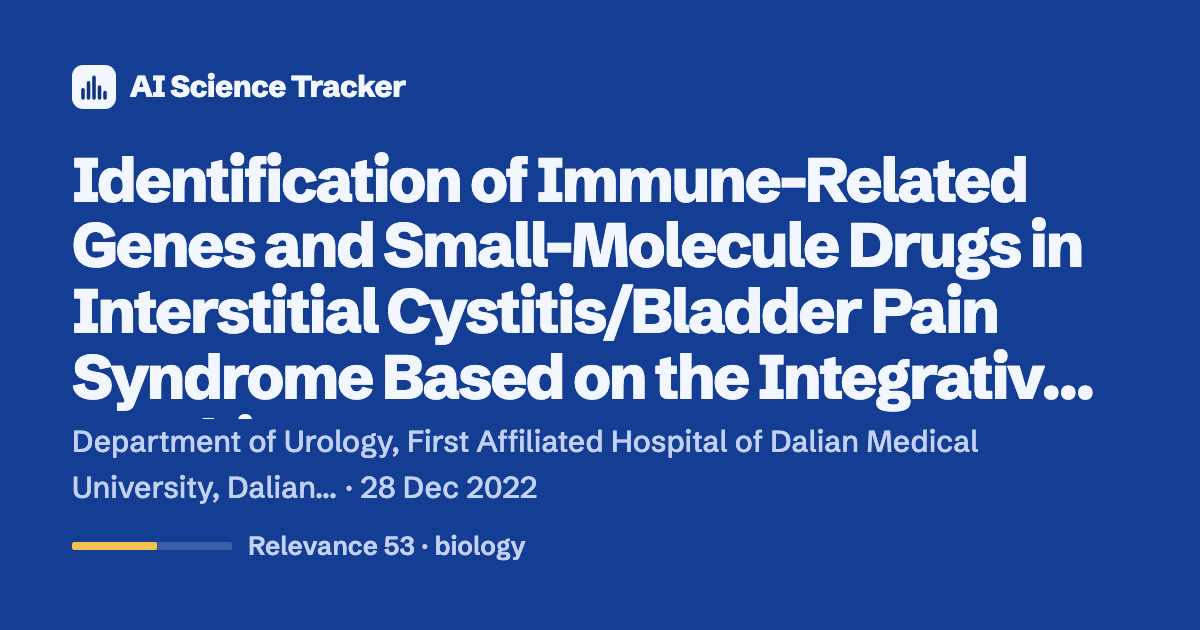 AI Science Tracker
Identification of Immune-Related
Genes and Small-Molecule Drugs in
Interstitial Cystitis/Bladder Pain
Syndrome Based on the Integrativ...
Department of Urology, First Affiliated Hospital of Dalian Medical
University, Dalian... · 28 Dec 2022
Relevance 53 · biology